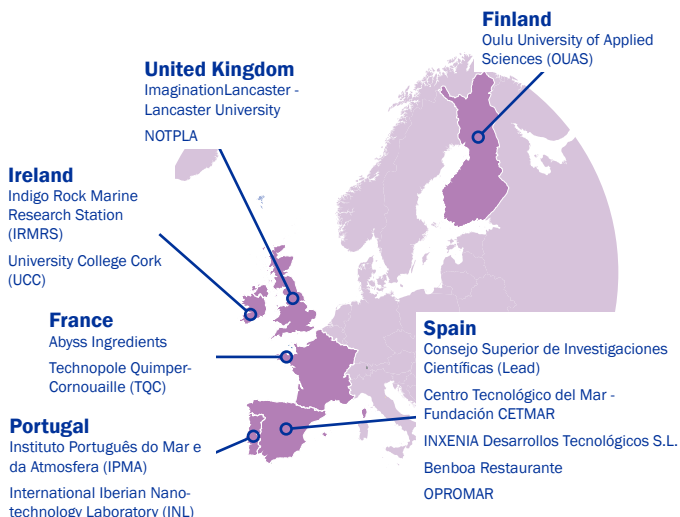 Finland
Oulu University of Applied
Sciences (OUAS)
United Kingdom
ImaginationLancaster -
Lancaster University
NOTPLA
Ireland
Indigo Rock Marine
Research Station
(IRMRS)
University College Cork
(UCC)
France
Abyss Ingredients
Technopole Quimper-
Cornouaille (TQC)
Spain
Consejo Superior de Investigaciones
Científicas (Lead)
Centro Tecnológico del Mar -
Fundación CETMAR
INXENIA Desarrollos Tecnológicos S.L.
Benboa Restaurante
OPROMAR
Portugal
Instituto Português do Mar e
da Atmosfera (IPMA)
International Iberian Nano-
technology Laboratory (INL)